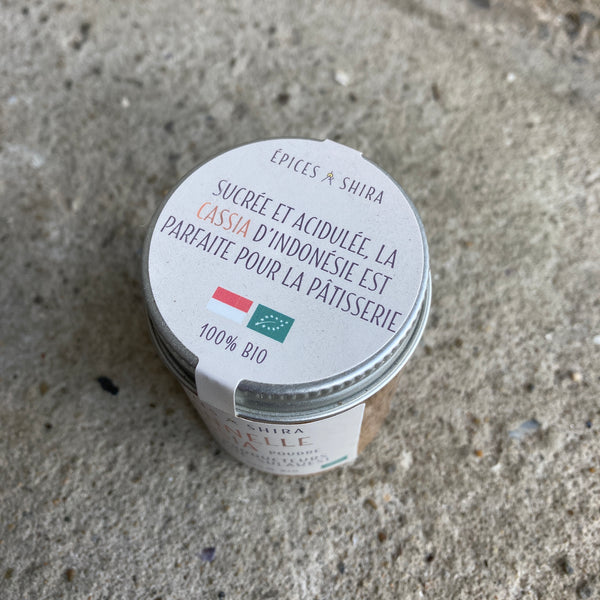 ÉPICES SHIRA
SUCRÉE ET ACIDULÉE, LA
CASSIA D'INDONÉSIE EST
PARFAITE POUR LA PÂTISSERIE
100% BIO
SHIRA
POUDRE